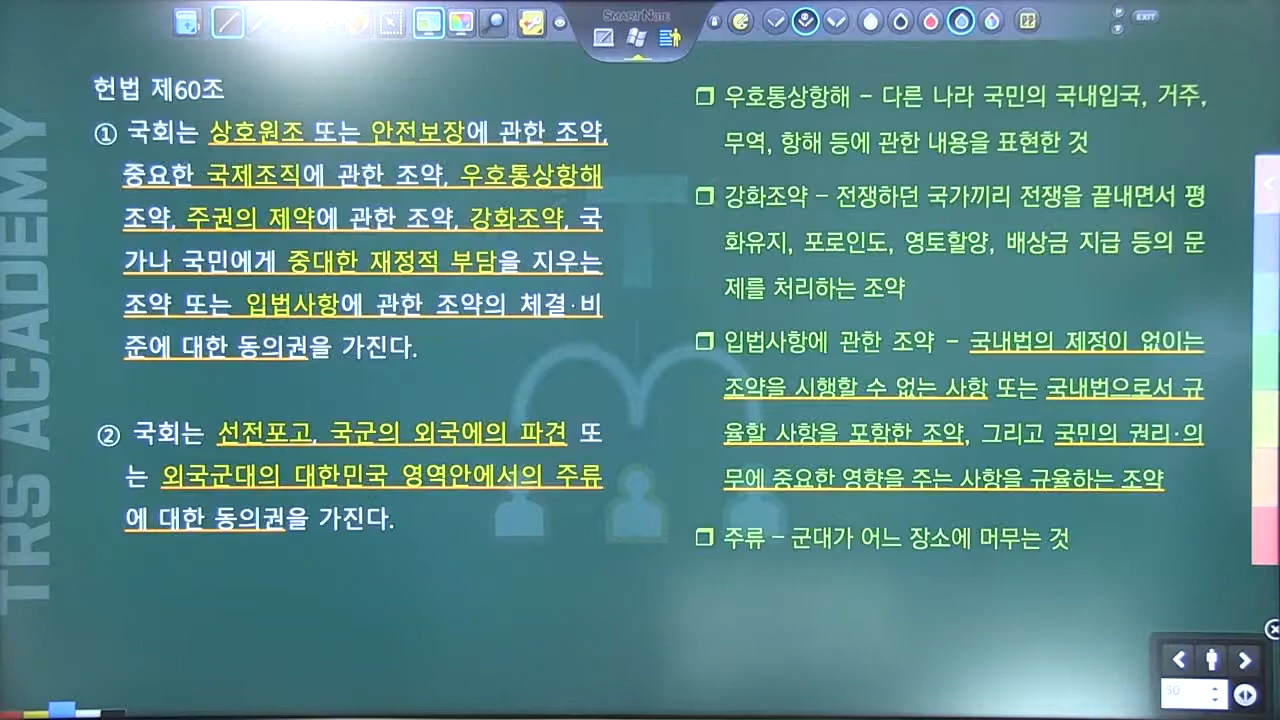 SMART NOTE
EXIT
헌법 제60조
① 국회는 상호원조 또는 안전보장에 관한 조약,
중요한 국제조직에 관한 조약, 우호통상항해
조약, 주권의 제약에 관한 조약, 강화조약, 국
가나 국민에게 중대한 재정적 부담을 지우는
조약 또는 입법사항에 관한 조약의 체결·비
준에 대한 동의권을 가진다.
② 국회는 선전포고, 국군의 외국에의 파견 또
는 외국군대의 대한민국 영역안에서의 주류
에 대한 동의권을 가진다.
❐ 우호통상항해 – 다른 나라 국민의 국내입국, 거주,
무역, 항해 등에 관한 내용을 표현한 것
❐ 강화조약 – 전쟁하던 국가끼리 전쟁을 끝내면서 평
화유지, 포로인도, 영토할양, 배상금 지급 등의 문
제를 처리하는 조약
❐ 입법사항에 관한 조약 – 국내법의 제정이 없이는
조약을 시행할 수 없는 사항 또는 국내법으로서 규
율할 사항을 포함한 조약, 그리고 국민의 권리·의
무에 중요한 영향을 주는 사항을 규율하는 조약
❐ 주류 – 군대가 어느 장소에 머무는 것
TRS ACADEMY
50